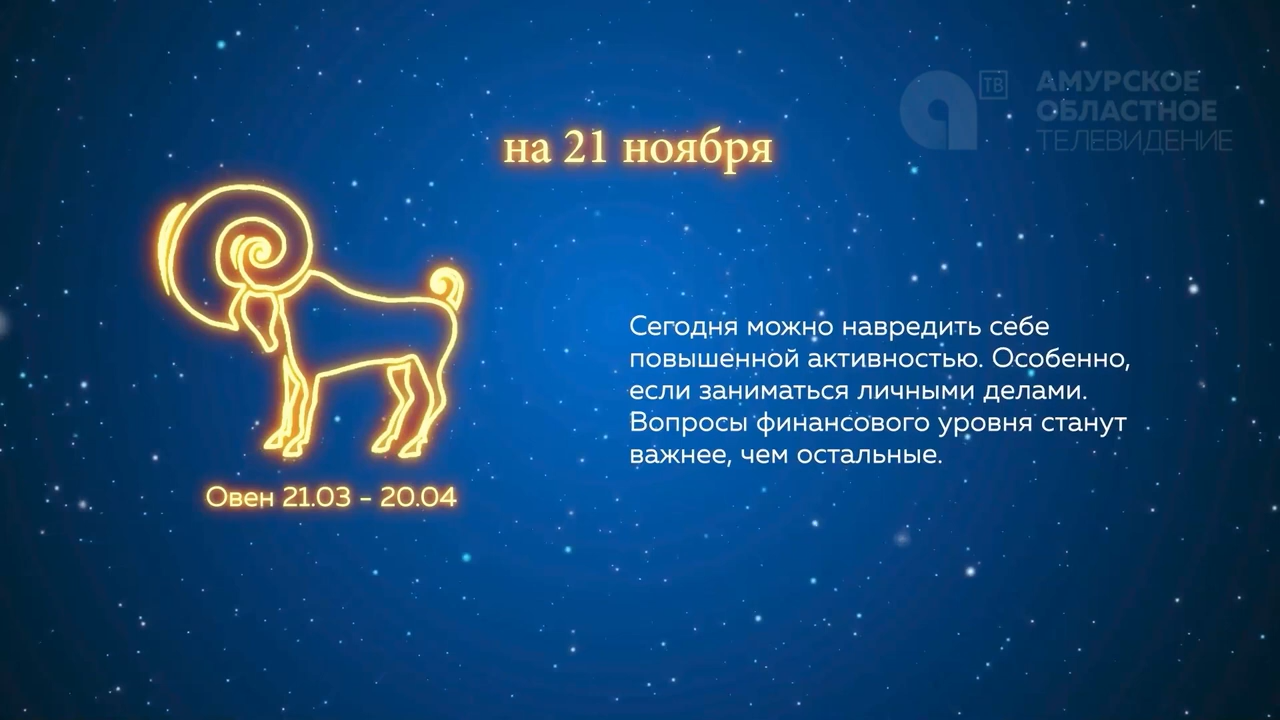 ТВ
АМУРСКОЕ
ОБЛАСТНОЕ
ТЕЛЕВИДЕНИЕ
на 21 ноября
Сегодня можно навредить себе
повышенной активностью. Особенно,
если заниматься личными делами.
Вопросы финансового уровня станут
важнее, чем остальные.
Овен 21.03 - 20.04